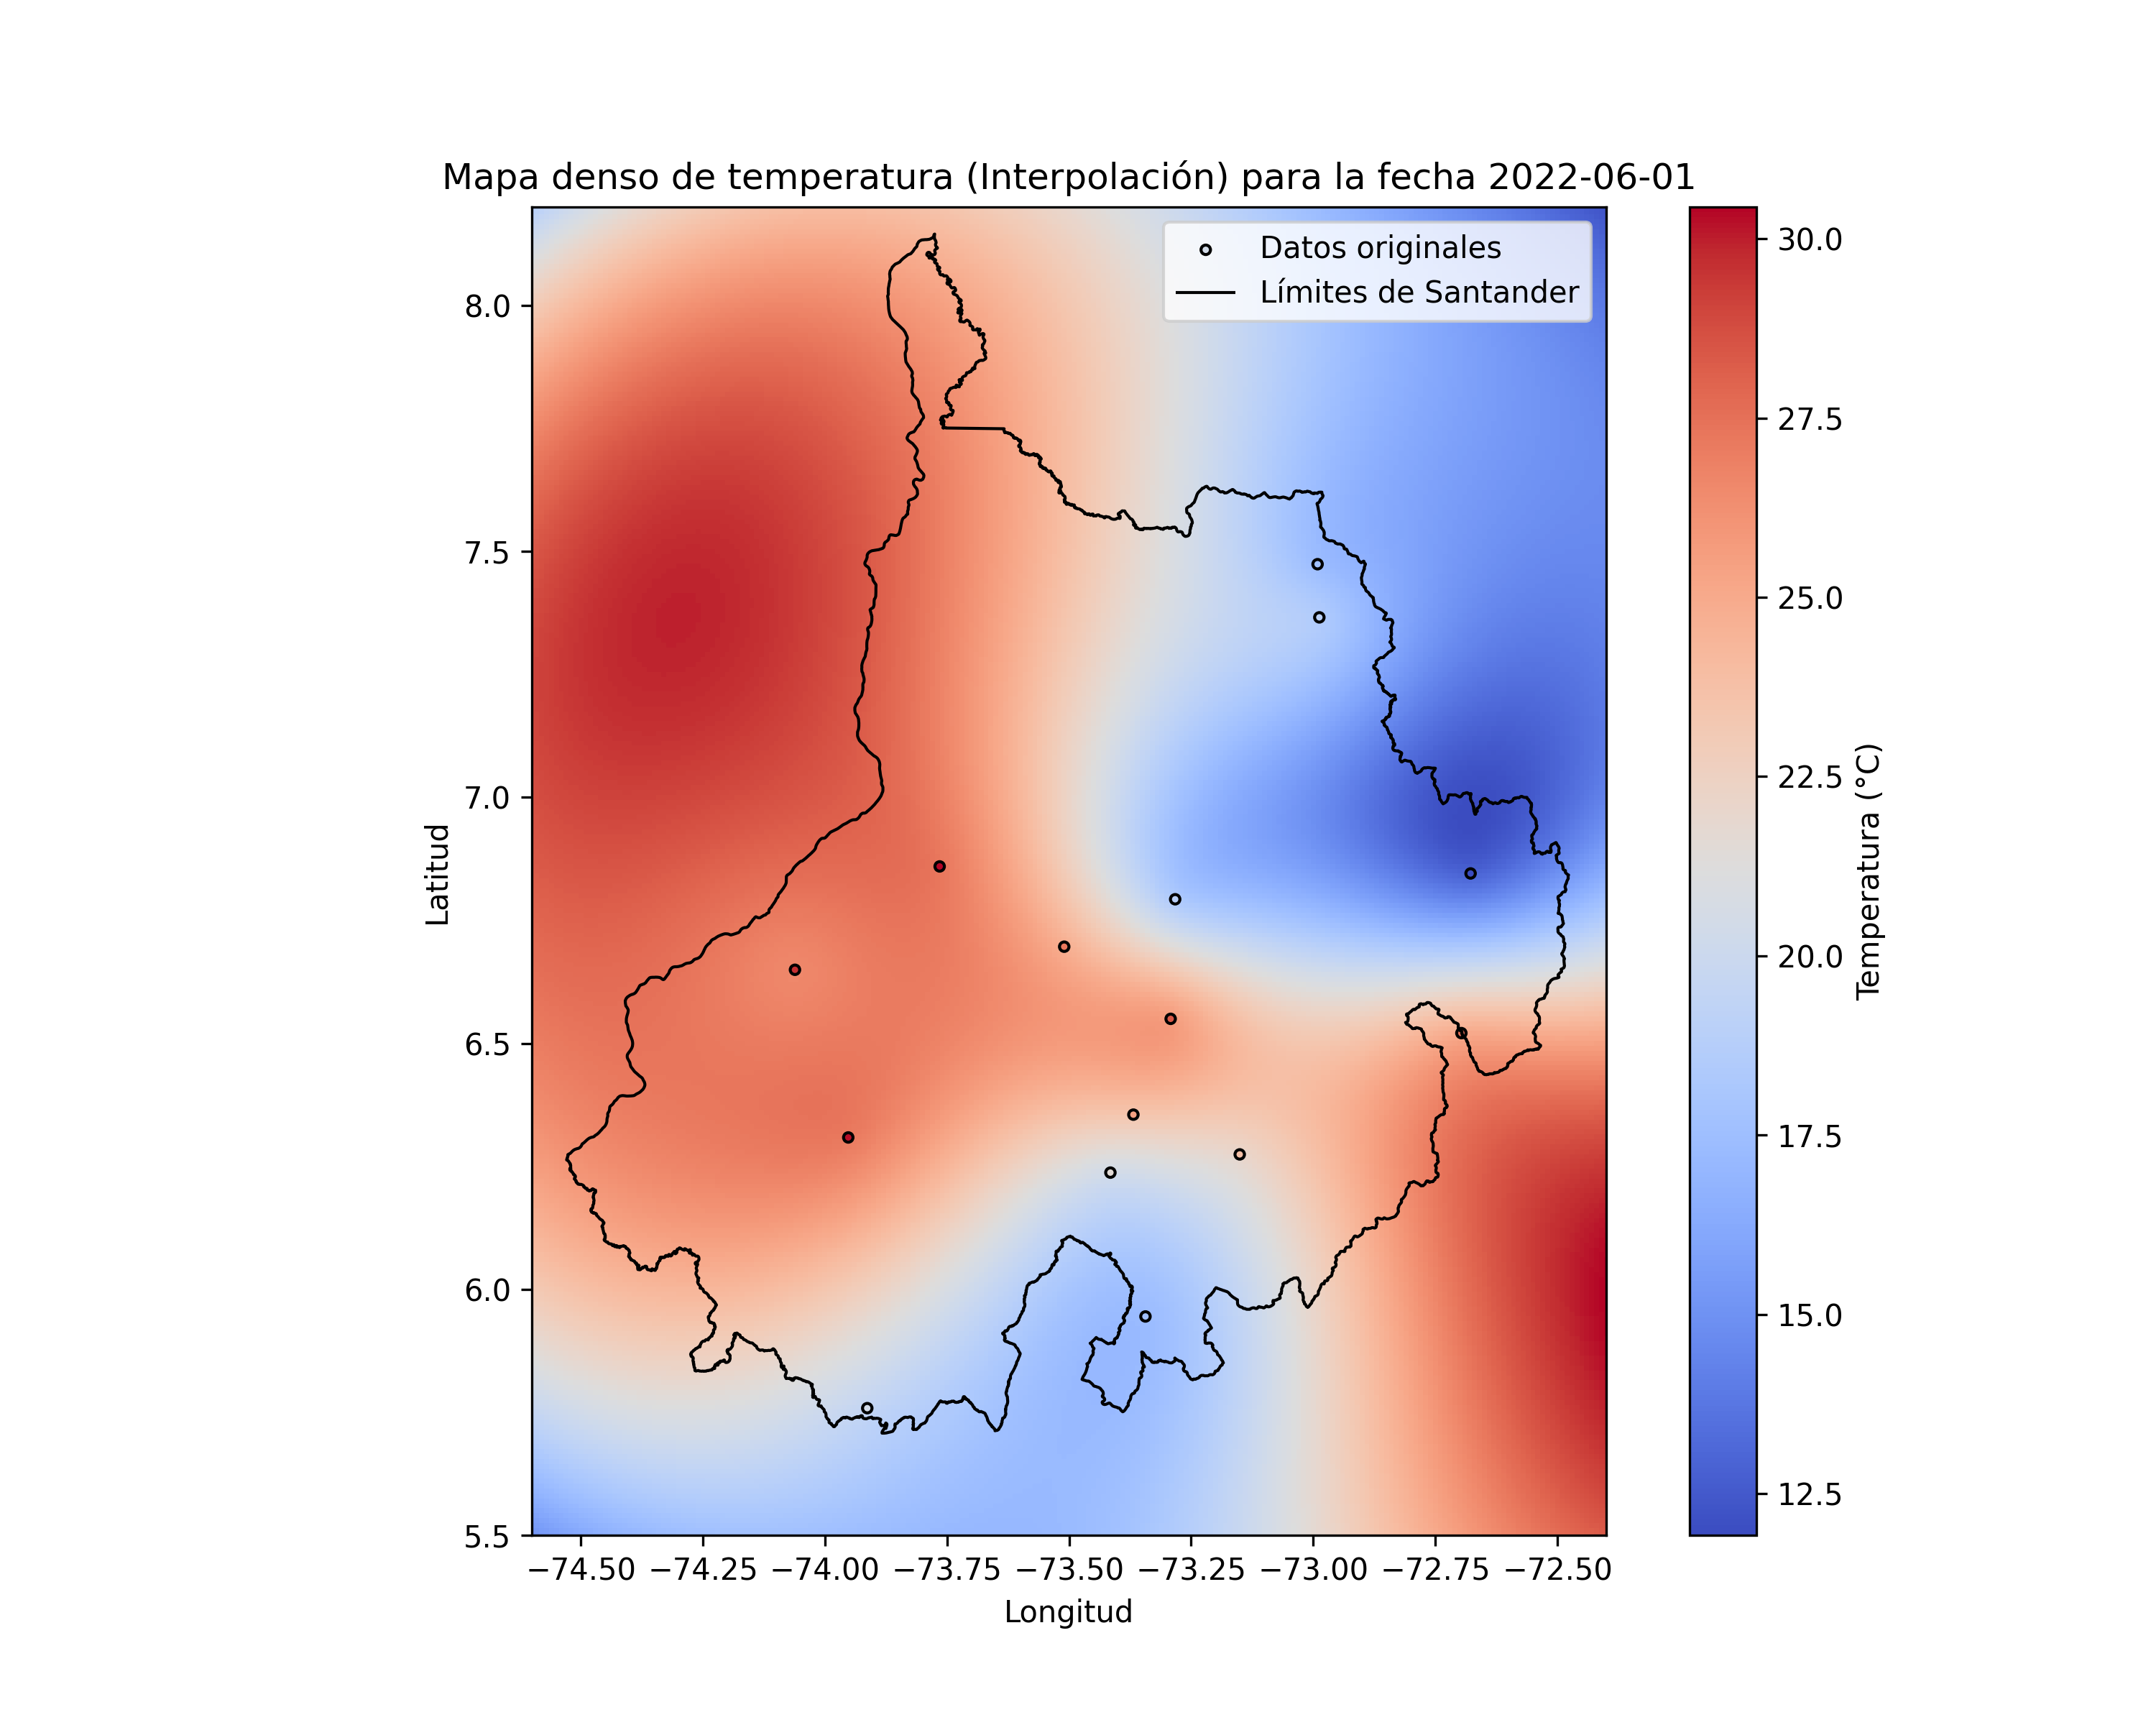 Mapa denso de temperatura (Interpolación) para la fecha 2022-06-01
Datos originales
Límites de Santander
8.0
7.5
7.0
6.5
6.0
5.5
Latitud
−74.50 −74.25 −74.00 −73.75 −73.50 −73.25 −73.00 −72.75 −72.50
Longitud
30.0
27.5
25.0
22.5
20.0
17.5
15.0
12.5
Temperatura (°C)